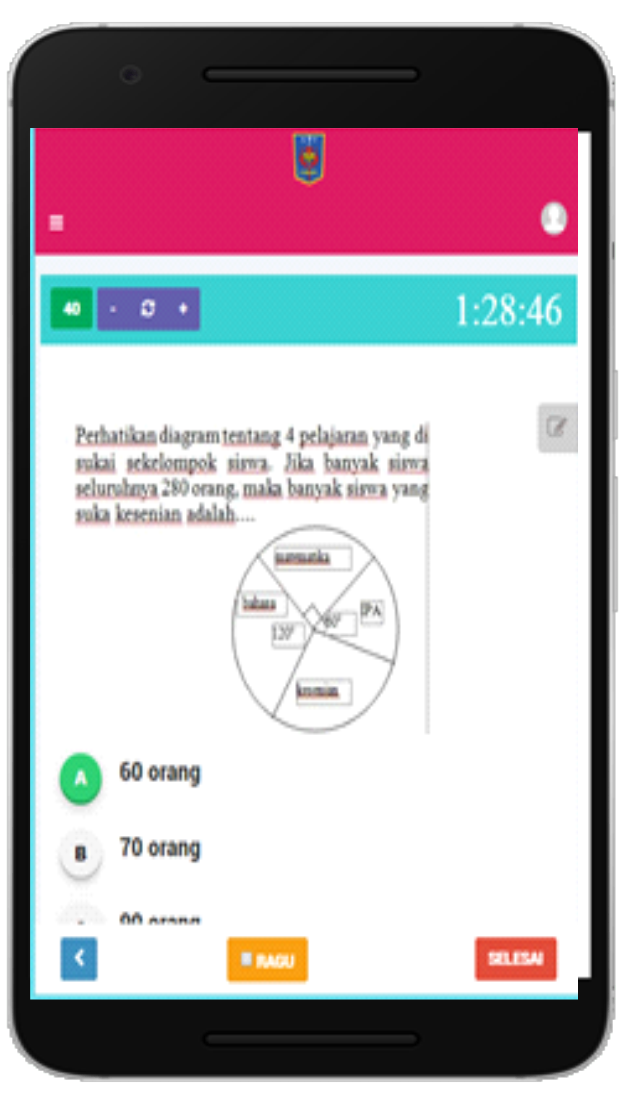 40 - +
1:28:46
Perhatikan diagram tentang 4 pelajaran yang di
sukai sekelompok siswa. Jika banyak siswa
seluruhnya 280 orang, maka banyak siswa yang
suka kesenian adalah....
matematika
bahasa
IPA
120°
60°
kesenian
A 60 orang
B 70 orang
90 orang
RAGU
SELESAI